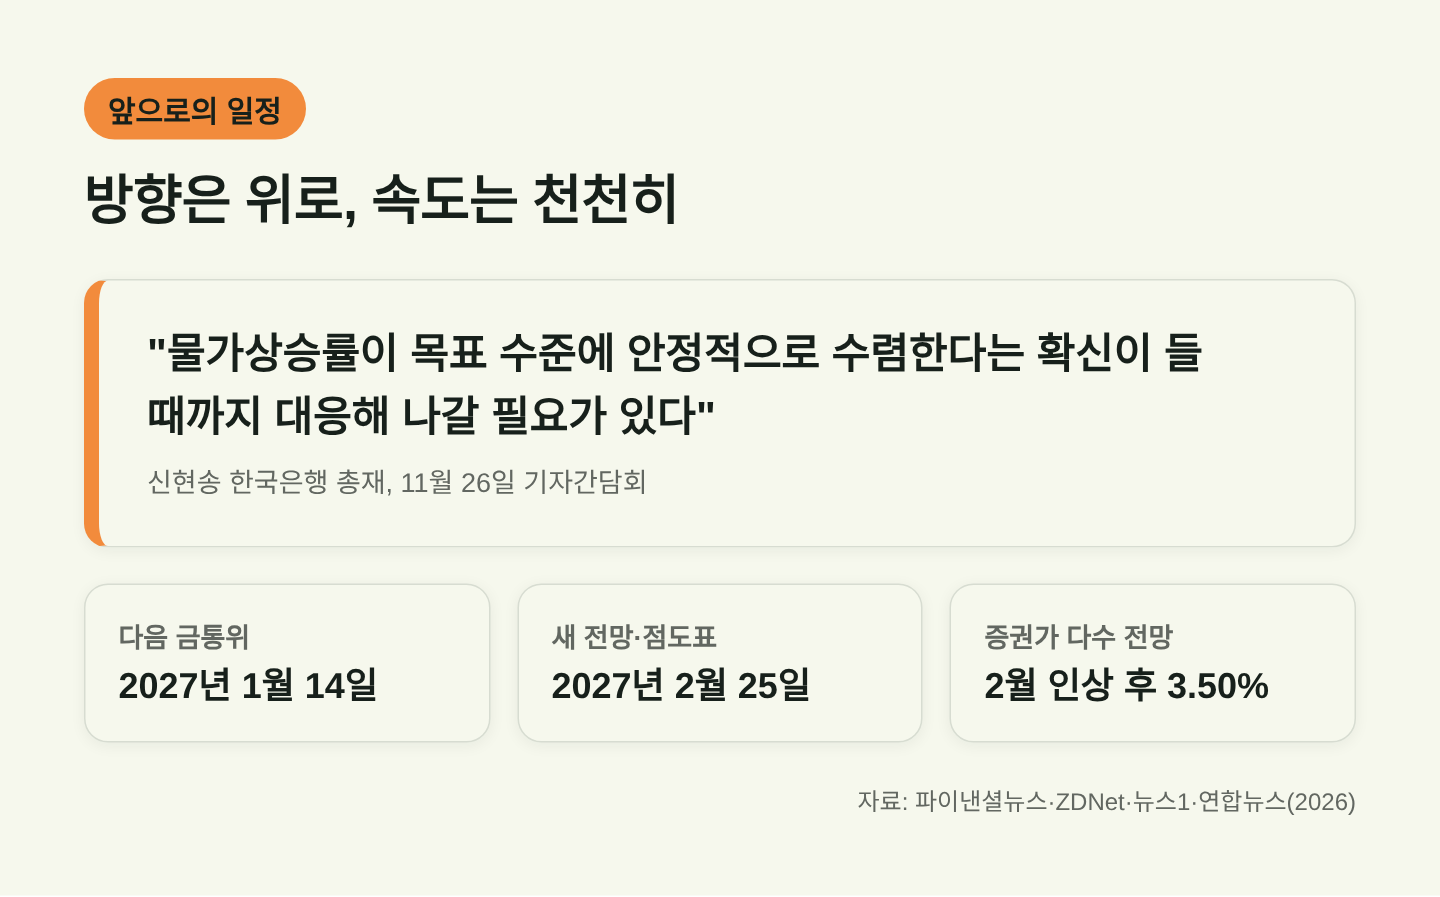 앞으로의 일정
방향은 위로, 속도는 천천히
"물가상승률이 목표 수준에 안정적으로 수렴한다는 확신이 들
때까지 대응해 나갈 필요가 있다"
신현송 한국은행 총재, 11월 26일 기자간담회
다음 금통위
2027년 1월 14일
새 전망·점도표
2027년 2월 25일
증권가 다수 전망
2월 인상 후 3.50%
자료: 파이낸셜뉴스·ZDNet·뉴스1·연합뉴스(2026)